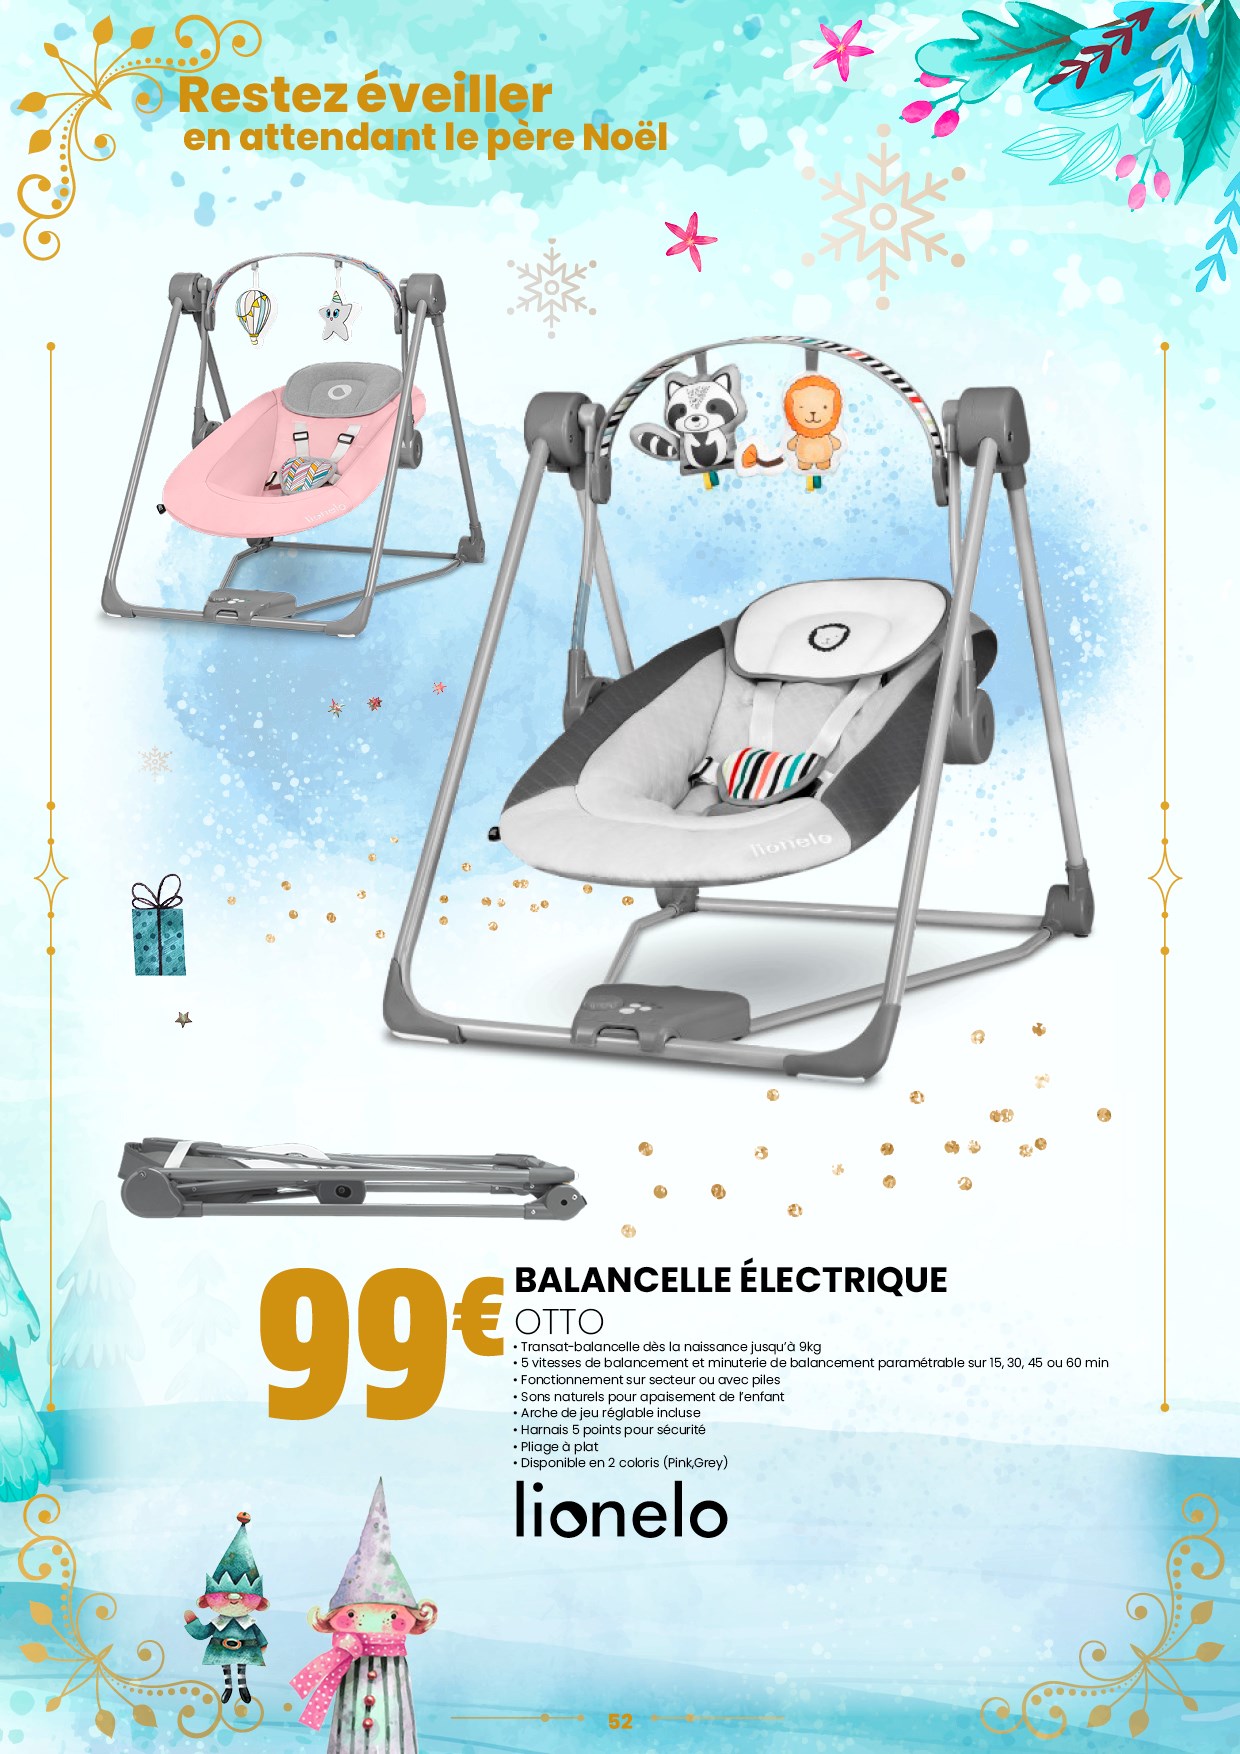 Restez éveiller
en attendant le père Noël
lionelo
lionelo
99€
BALANCELLE ÉLECTRIQUE
OTTO
• Transat-balancelle dès la naissance jusqu'à 9kg
• 5 vitesses de balancement et minuterie de balancement paramétrable sur 15, 30, 45 ou 60 min
• Fonctionnement sur secteur ou avec piles
• Sons naturels pour apaisement de l'enfant
• Arche de jeu réglable incluse
• Harnais 5 points pour sécurité
• Pliage à plat
• Disponible en 2 coloris (Pink,Grey)
lionelo
52